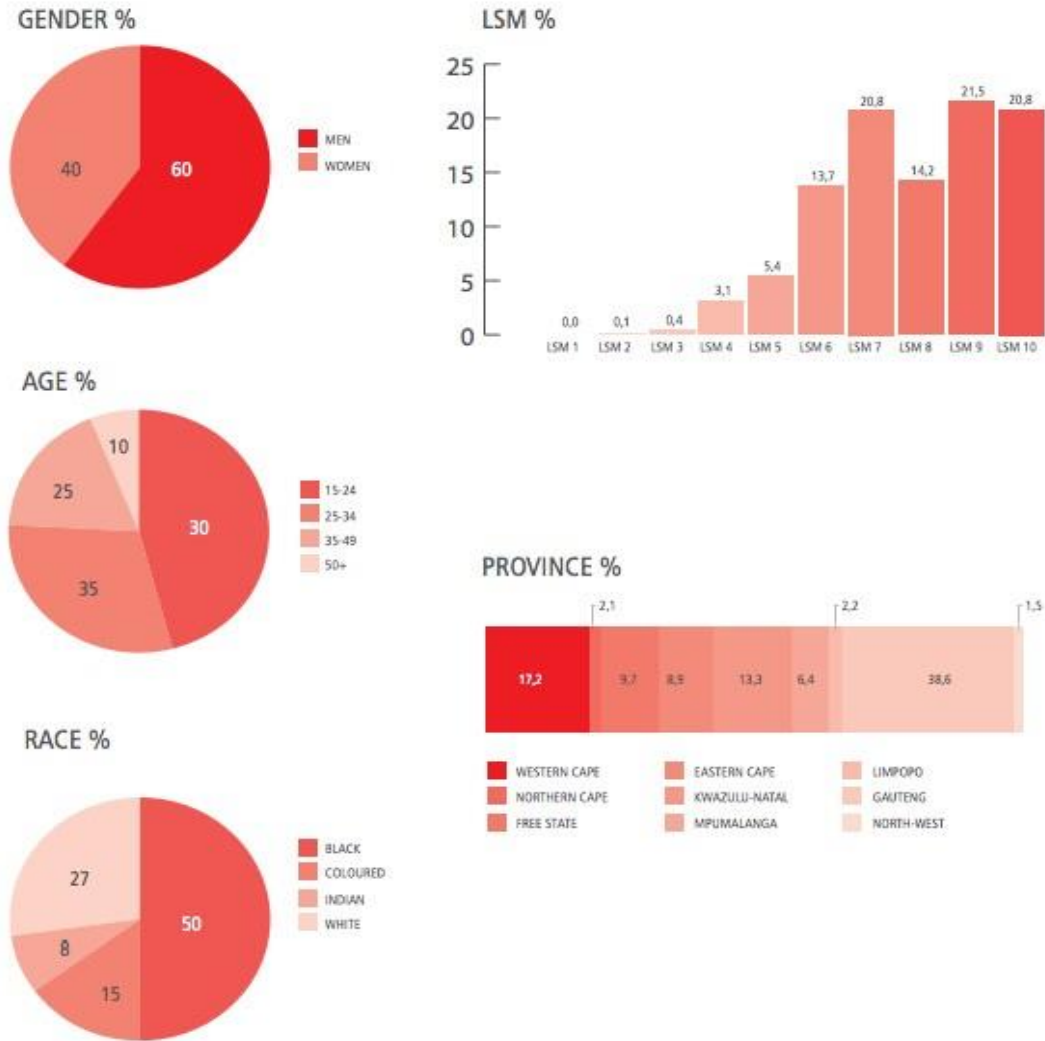 GENDER %
40
60
MEN
WOMEN
LSM %
25
20
15
10
5
0
0,0
0,1
0,4
3,1
5,4
13,7
20,8
14,2
21,5
20,8
LSM 1
LSM 2
LSM 3
LSM 4
LSM 5
LSM 6
LSM 7
LSM 8
LSM 9
LSM 10
AGE %
10
25
30
35
15-24
25-34
35-49
50+
PROVINCE %
2,1
2,2
1,5
17,2
9,7
8,9
13,3
6,4
38,6
WESTERN CAPE
NORTHERN CAPE
FREE STATE
EASTERN CAPE
KWAZULU-NATAL
MPUMALANGA
LIMPOPO
GAUTENG
NORTH-WEST
RACE %
27
50
8
15
BLACK
COLOURED
INDIAN
WHITE